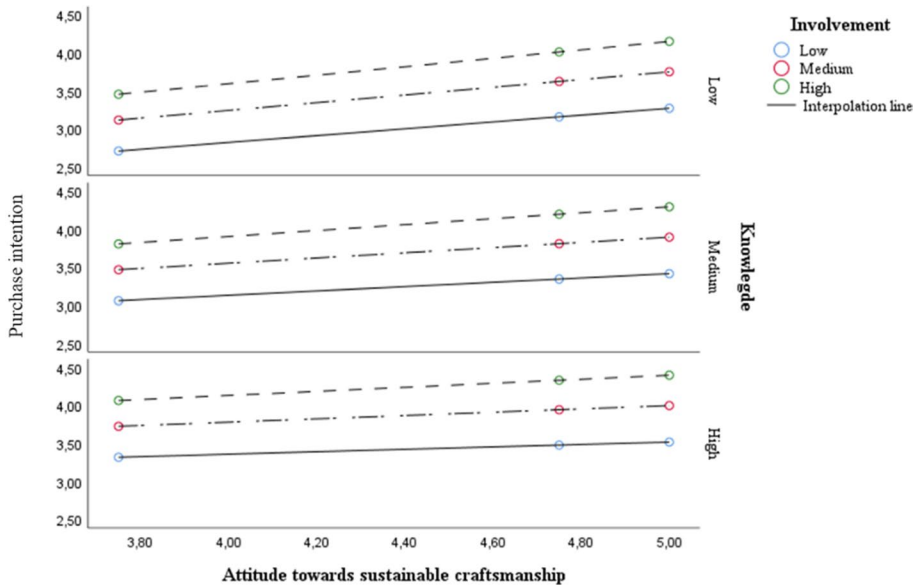 Purchase intention
4,50
4,00
3,50
3,00
2,50
Low
4,50
4,00
3,50
3,00
2,50
Medium
4,50
4,00
3,50
3,00
2,50
High
Knowlegde
3,80 4,00 4,20 4,40 4,60 4,80 5,00
Attitude towards sustainable craftsmanship
Involvement
Low
Medium
High
Interpolation line